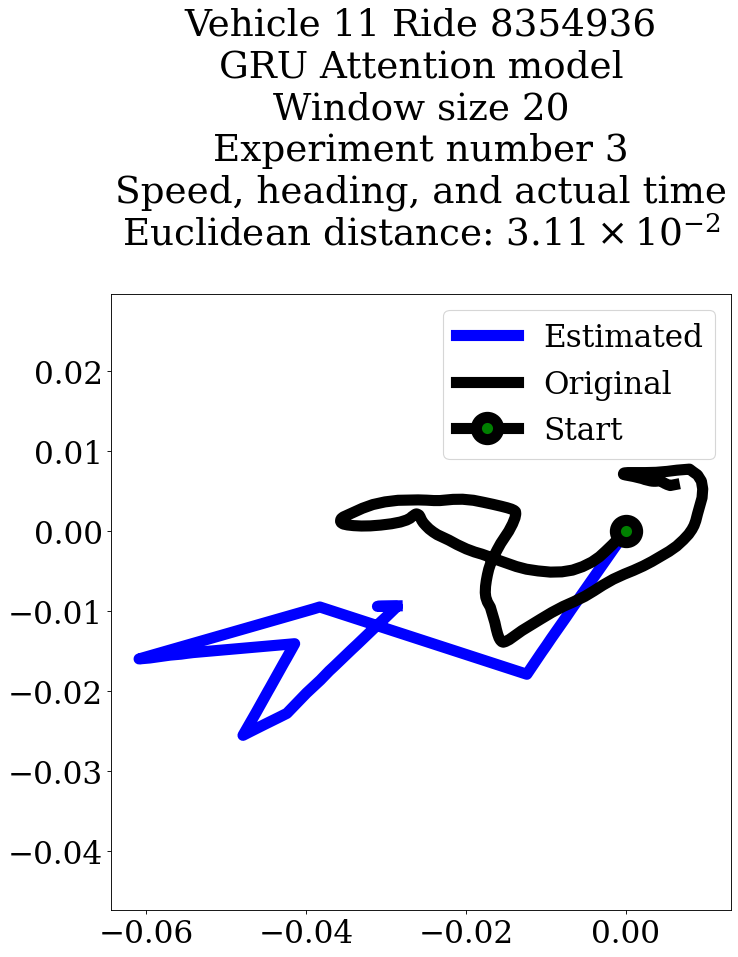 Vehicle 11 Ride 8354936
GRU Attention model
Window size 20
Experiment number 3
Speed, heading, and actual time
Euclidean distance: 3.11 × 10⁻²
Estimated
Original
Start
0.02
0.01
0.00
−0.01
−0.02
−0.03
−0.04
−0.06
−0.04
−0.02
0.00